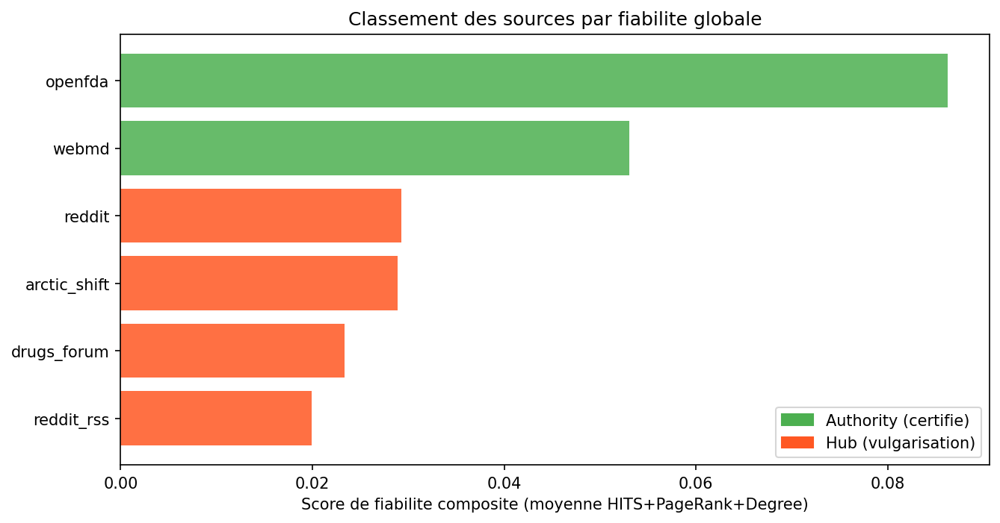 Classement des sources par fiabilite globale
openfda
webmd
reddit
arctic_shift
drugs_forum
reddit_rss
Authority (certifie)
Hub (vulgarisation)
0.00 0.02 0.04 0.06 0.08
Score de fiabilite composite (moyenne HITS+PageRank+Degree)